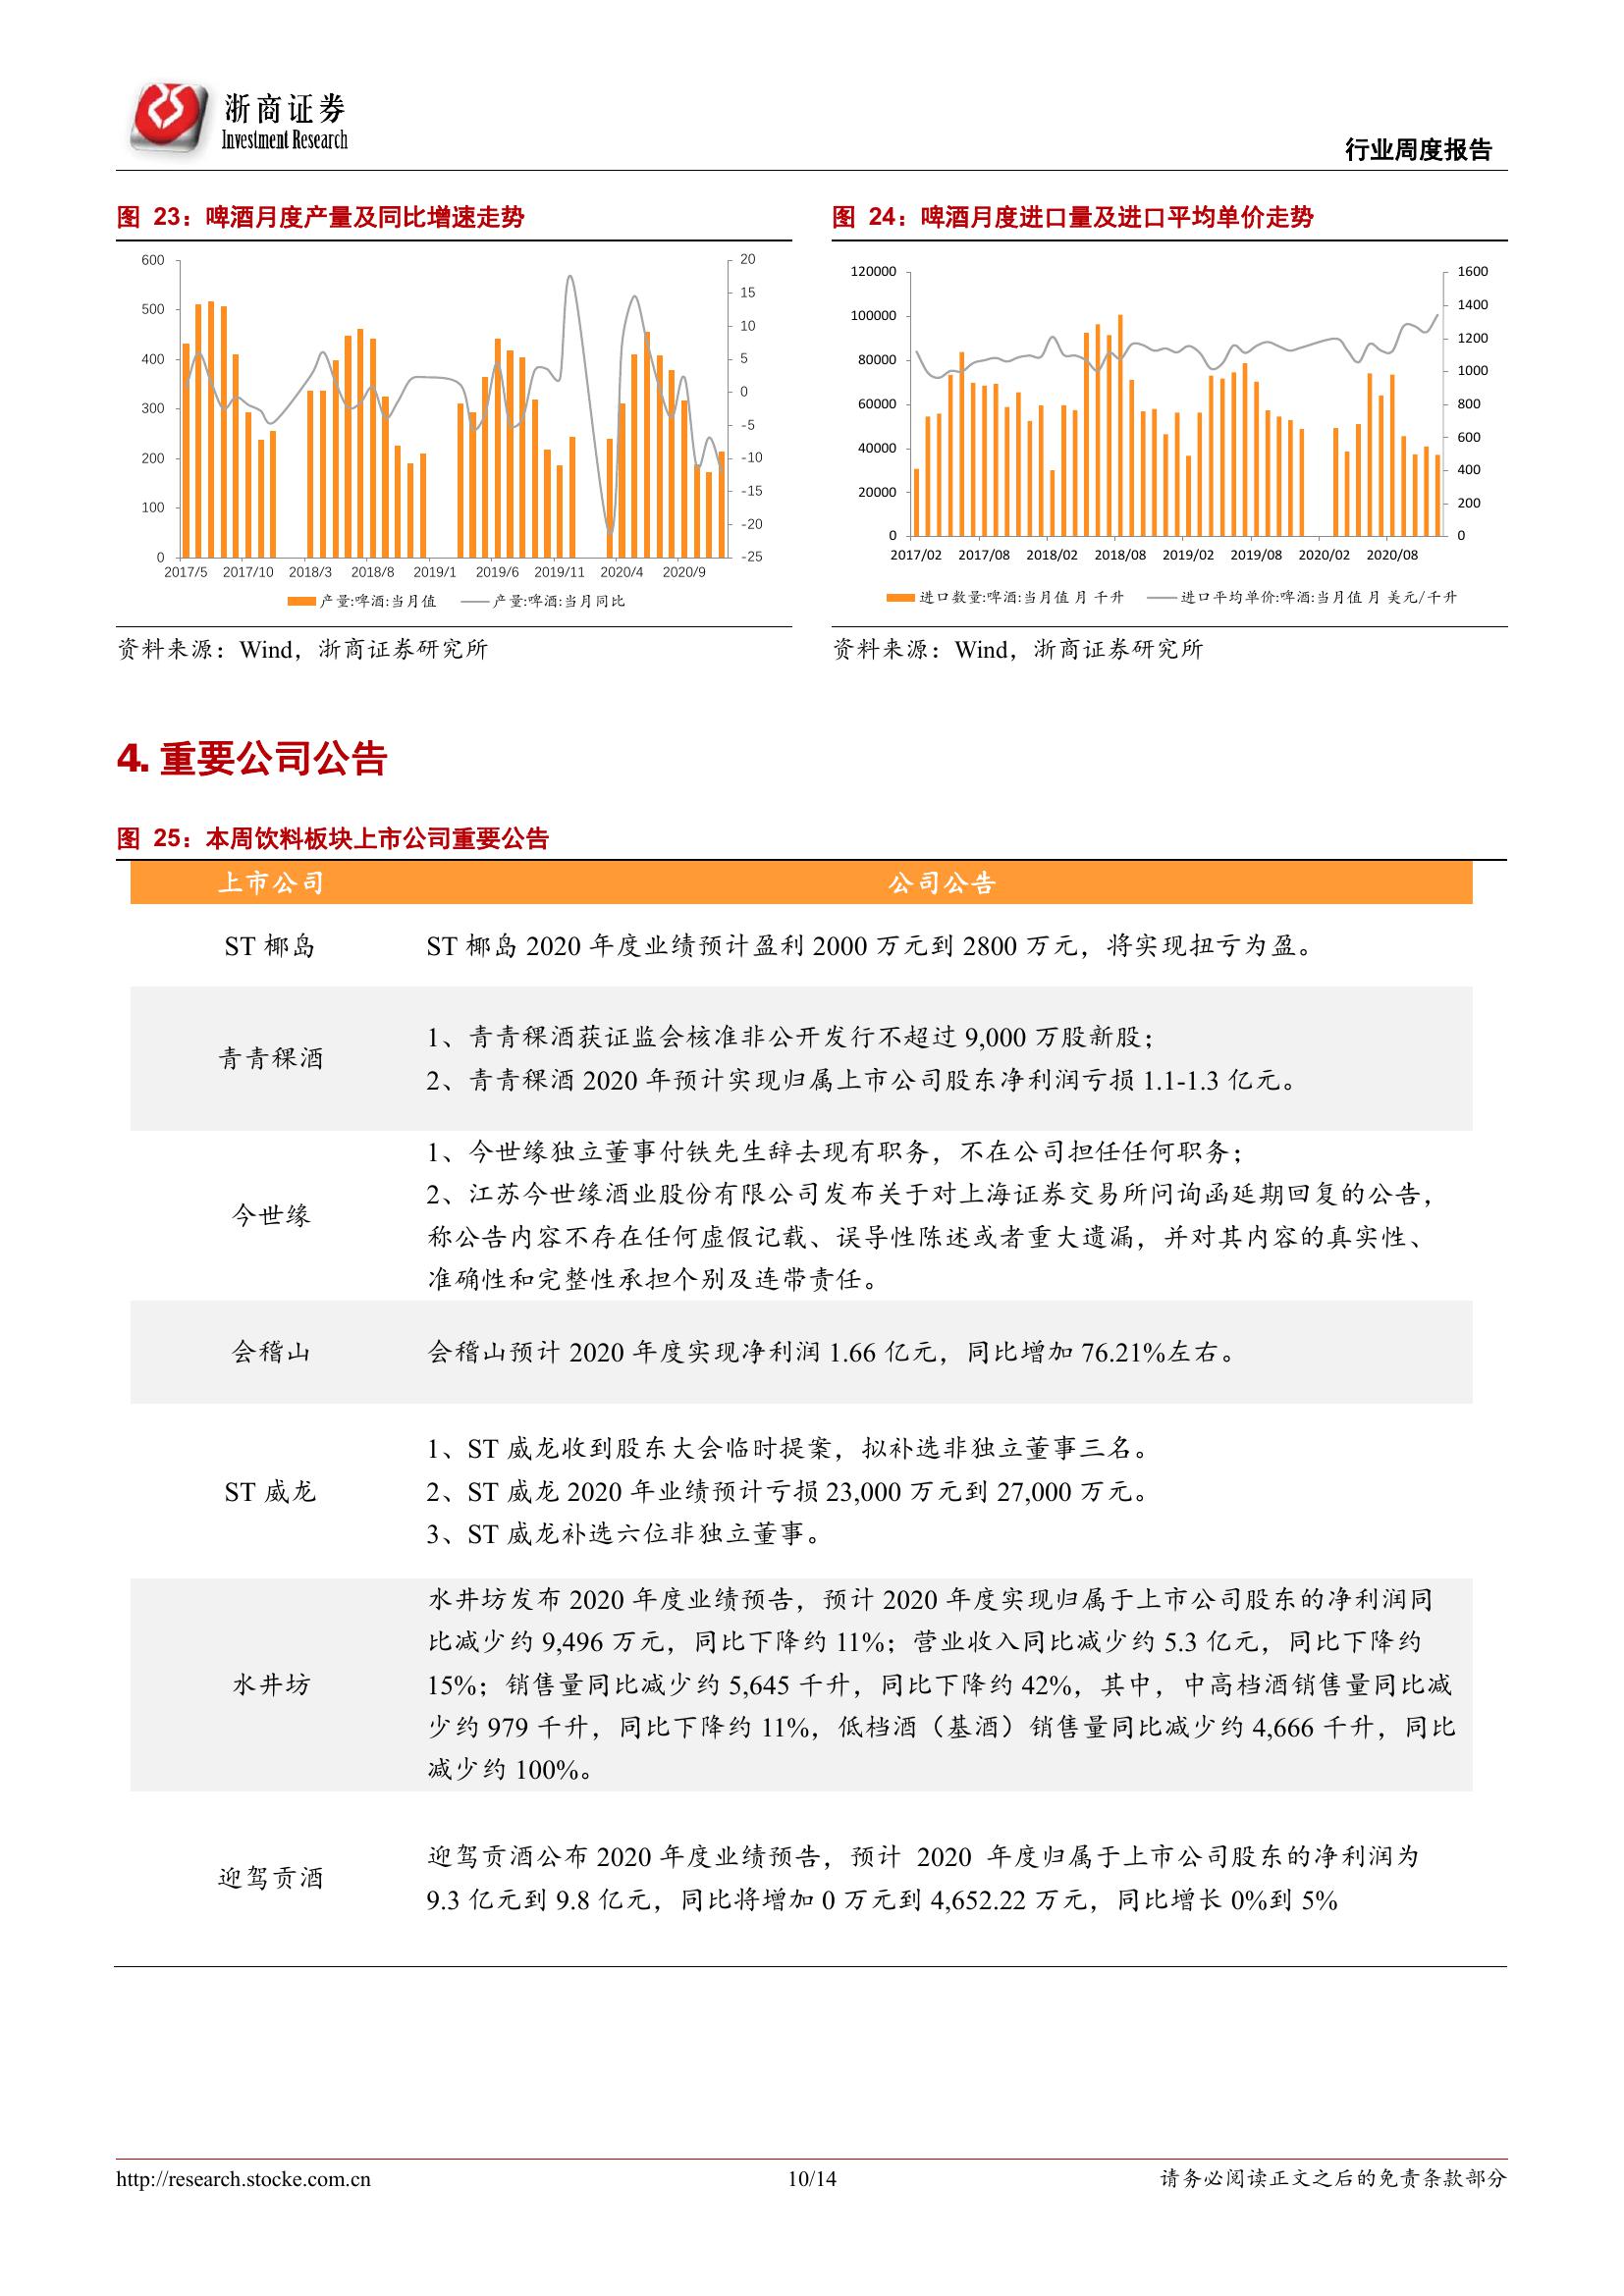 浙商证券
Investment Research
行业周度报告
图 23：啤酒月度产量及同比增速走势
600
500
400
300
200
100
0
20
15
10
5
0
-5
-10
-15
-20
-25
2017/5 2017/10 2018/3 2018/8 2019/1 2019/6 2019/11 2020/4 2020/9
产量:啤酒:当月值 产量:啤酒:当月同比
资料来源：Wind，浙商证券研究所
图 24：啤酒月度进口量及进口平均单价走势
120000
100000
80000
60000
40000
20000
0
1600
1400
1200
1000
800
600
400
200
0
2017/02 2017/08 2018/02 2018/08 2019/02 2019/08 2020/02 2020/08
进口数量:啤酒:当月值 月 千升 进口平均单价:啤酒:当月值 月 美元/千升
资料来源：Wind，浙商证券研究所
4. 重要公司公告
图 25：本周饮料板块上市公司重要公告
上市公司 公司公告
ST 椰岛 ST 椰岛 2020 年度业绩预计盈利 2000 万元到 2800 万元，将实现扭亏为盈。
青青稞酒
1、青青稞酒获证监会核准非公开发行不超过 9,000 万股新股；
2、青青稞酒 2020 年预计实现归属上市公司股东净利润亏损 1.1-1.3 亿元。
今世缘
1、今世缘独立董事付铁先生辞去现有职务，不在公司担任任何职务；
2、江苏今世缘酒业股份有限公司发布关于对上海证券交易所问询函延期回复的公告，
称公告内容不存在任何虚假记载、误导性陈述或者重大遗漏，并对其内容的真实性、
准确性和完整性承担个别及连带责任。
会稽山 会稽山预计 2020 年度实现净利润 1.66 亿元，同比增加 76.21%左右。
ST 威龙
1、ST 威龙收到股东大会临时提案，拟补选非独立董事三名。
2、ST 威龙 2020 年业绩预计亏损 23,000 万元到 27,000 万元。
3、ST 威龙补选六位非独立董事。
水井坊
水井坊发布 2020 年度业绩预告，预计 2020 年度实现归属于上市公司股东的净利润同
比减少约 9,496 万元，同比下降约 11%；营业收入同比减少约 5.3 亿元，同比下降约
15%；销售量同比减少约 5,645 千升，同比下降约 42%，其中，中高档酒销售量同比减
少约 979 千升，同比下降约 11%，低档酒（基酒）销售量同比减少约 4,666 千升，同比
减少约 100%。
迎驾贡酒
迎驾贡酒公布 2020 年度业绩预告，预计 2020 年度归属于上市公司股东的净利润为
9.3 亿元到 9.8 亿元，同比将增加 0 万元到 4,652.22 万元，同比增长 0%到 5%
http://research.stocke.com.cn 10/14 请务必阅读正文之后的免责条款部分